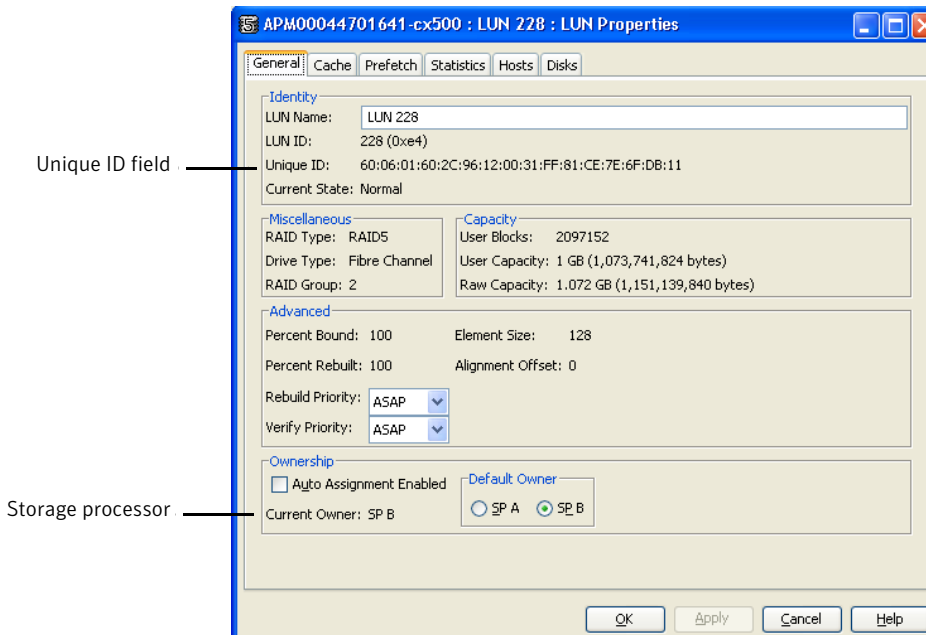 APM00044701641-cx500 : LUN 228 : LUN Properties
General Cache Prefetch Statistics Hosts Disks
Identity
LUN Name: LUN 228
LUN ID: 228 (0xe4)
Unique ID field
Unique ID: 60:06:01:60:2C:96:12:00:31:FF:81:CE:7E:6F:DB:11
Current State: Normal
Miscellaneous
RAID Type: RAID5
Drive Type: Fibre Channel
RAID Group: 2
Capacity
User Blocks: 2097152
User Capacity: 1 GB (1,073,741,824 bytes)
Raw Capacity: 1.072 GB (1,151,139,840 bytes)
Advanced
Percent Bound: 100 Element Size: 128
Percent Rebuilt: 100 Alignment Offset: 0
Rebuild Priority: ASAP
Verify Priority: ASAP
Ownership
Auto Assignment Enabled
Storage processor
Current Owner: SP B
Default Owner
SP A SP B
OK Apply Cancel Help